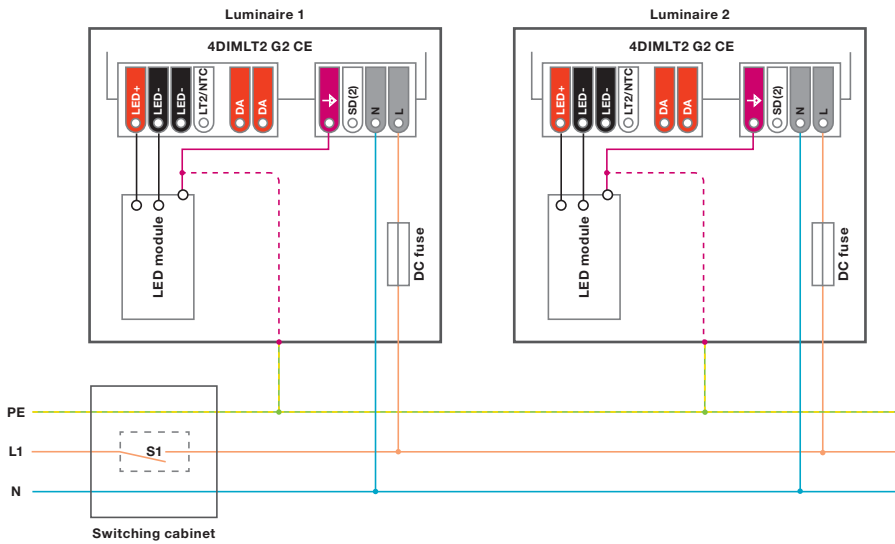 Luminaire 1
4DIMLT2 G2 CE
LED+
LED-
LED-
LT2/NTC
DA
DA
SD(2)
N
L
LED module
DC fuse
Luminaire 2
4DIMLT2 G2 CE
LED+
LED-
LED-
LT2/NTC
DA
DA
SD(2)
N
L
LED module
DC fuse
PE
L1
S1
N
Switching cabinet